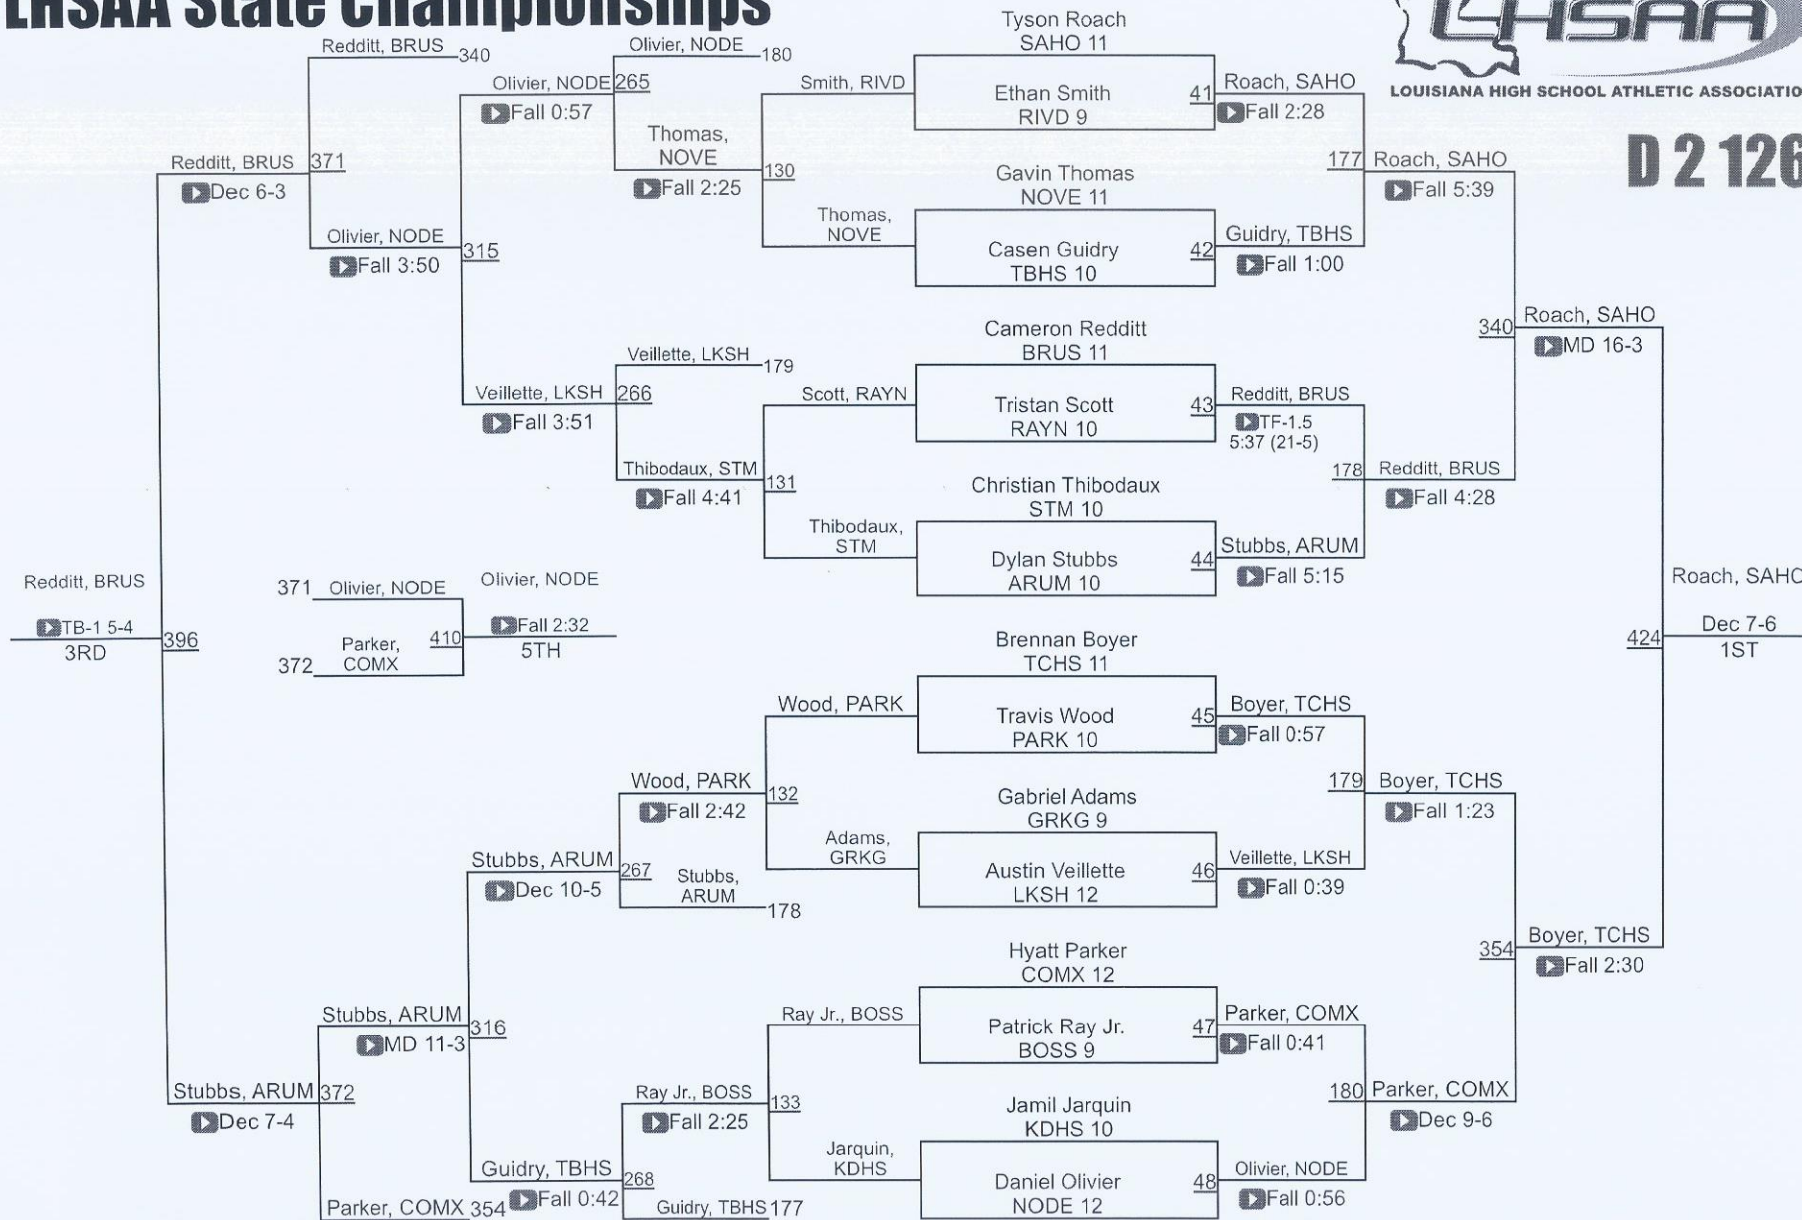 LHSAA State Championships
LHSAA
LOUISIANA HIGH SCHOOL ATHLETIC ASSOCIATIO
D 2 126
Redditt, BRUS
340
Olivier, NODE
265
Fall 0:57
Olivier, NODE
180
Thomas,
NOVE
Fall 2:25
130
Smith, RIVD
Thomas,
NOVE
Tyson Roach
SAHO 11
Ethan Smith
RIVD 9
41
Roach, SAHO
Fall 2:28
Gavin Thomas
NOVE 11
Casen Guidry
TBHS 10
42
Guidry, TBHS
Fall 1:00
177
Roach, SAHO
Fall 5:39
Redditt, BRUS
371
Dec 6-3
Olivier, NODE
Fall 3:50
315
Veillette, LKSH
266
Fall 3:51
Veillette, LKSH
179
Thibodaux, STM
Fall 4:41
131
Scott, RAYN
Thibodaux,
STM
Cameron Redditt
BRUS 11
Tristan Scott
RAYN 10
43
Redditt, BRUS
TF-1.5
5:37 (21-5)
Christian Thibodaux
STM 10
Dylan Stubbs
ARUM 10
44
Stubbs, ARUM
Fall 5:15
178
Redditt, BRUS
Fall 4:28
340
Roach, SAHO
MD 16-3
Redditt, BRUS
TB-1 5-4
3RD
396
371
Olivier, NODE
372
Parker,
COMX
410
Olivier, NODE
Fall 2:32
5TH
424
Roach, SAHO
Dec 7-6
1ST
Brennan Boyer
TCHS 11
Travis Wood
PARK 10
45
Boyer, TCHS
Fall 0:57
Wood, PARK
Wood, PARK
Fall 2:42
132
Adams,
GRKG
Gabriel Adams
GRKG 9
Austin Veillette
LKSH 12
46
Veillette, LKSH
Fall 0:39
179
Boyer, TCHS
Fall 1:23
Stubbs, ARUM
Dec 10-5
267
Stubbs,
ARUM
178
354
Boyer, TCHS
Fall 2:30
Hyatt Parker
COMX 12
Patrick Ray Jr.
BOSS 9
47
Parker, COMX
Fall 0:41
Ray Jr., BOSS
Stubbs, ARUM
MD 11-3
316
Stubbs, ARUM
372
Dec 7-4
Ray Jr., BOSS
Fall 2:25
133
Jarquin,
KDHS
Jamil Jarquin
KDHS 10
Daniel Olivier
NODE 12
48
Olivier, NODE
Fall 0:56
180
Parker, COMX
Dec 9-6
Guidry, TBHS
Fall 0:42
268
Guidry, TBHS
177
Parker, COMX
354